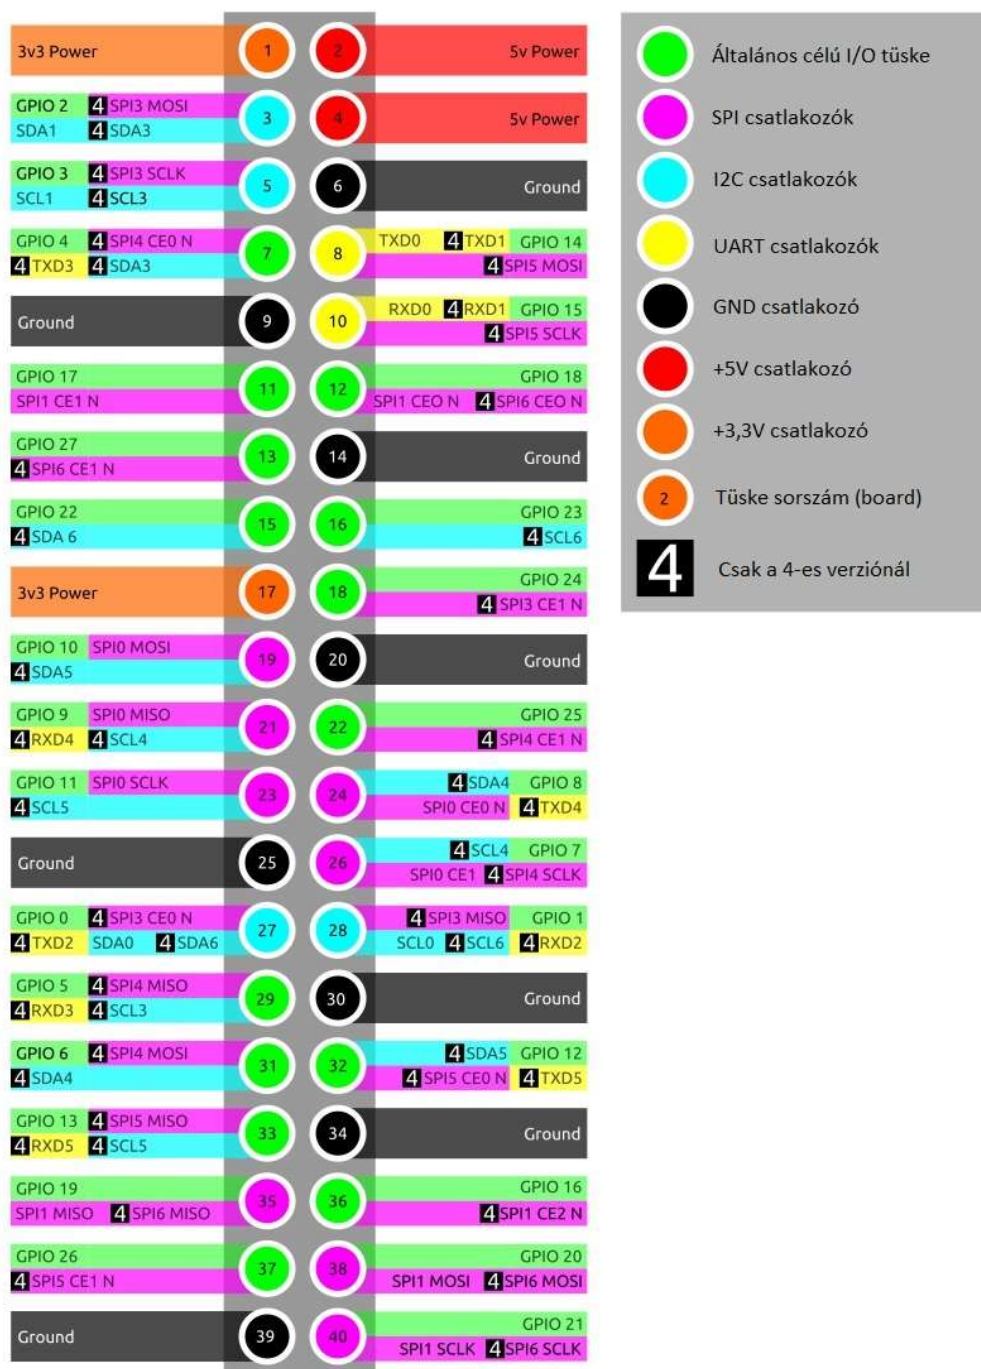 3v3 Power 1 2 5v Power
GPIO 2 4 SPI3 MOSI
SDA1 4 SDA3
3 4 5v Power
GPIO 3 4 SPI3 SCLK
SCL1 4 SCL3
5 6 Ground
GPIO 4 4 SPI4 CE0 N
4 TXD3 4 SDA3
7 8
TXD0 4 TXD1 GPIO 14
4 SPI5 MOSI
Ground 9 10
RXD0 4 RXD1 GPIO 15
4 SPI5 SCLK
GPIO 17
SPI1 CE1 N
11 12
GPIO 18
SPI1 CEO N 4 SPI6 CEO N
GPIO 27
4 SPI6 CE1 N
13 14 Ground
GPIO 22
4 SDA 6
15 16
GPIO 23
4 SCL6
3v3 Power 17 18
GPIO 24
4 SPI3 CE1 N
GPIO 10 SPI0 MOSI
4 SDA5
19 20 Ground
GPIO 9 SPI0 MISO
4 RXD4 4 SCL4
21 22
GPIO 25
4 SPI4 CE1 N
GPIO 11 SPI0 SCLK
4 SCL5
23 24
4 SDA4 GPIO 8
SPI0 CE0 N 4 TXD4
Ground 25 26
4 SCL4 GPIO 7
SPI0 CE1 4 SPI4 SCLK
GPIO 0 4 SPI3 CE0 N
4 TXD2 SDA0 4 SDA6
27 28
4 SPI3 MISO GPIO 1
SCL0 4 SCL6 4 RXD2
GPIO 5 4 SPI4 MISO
4 RXD3 4 SCL3
29 30 Ground
GPIO 6 4 SPI4 MOSI
4 SDA4
31 32
4 SDA5 GPIO 12
4 SPI5 CE0 N 4 TXD5
GPIO 13 4 SPI5 MISO
4 RXD5 4 SCL5
33 34 Ground
GPIO 19
SPI1 MISO 4 SPI6 MISO
35 36
GPIO 16
4 SPI1 CE2 N
GPIO 26
4 SPI5 CE1 N
37 38
GPIO 20
SPI1 MOSI 4 SPI6 MOSI
Ground 39 40
GPIO 21
SPI1 SCLK 4 SPI6 SCLK
Általános célú I/O tüske
SPI csatlakozók
I2C csatlakozók
UART csatlakozók
GND csatlakozó
+5V csatlakozó
+3,3V csatlakozó
2 Tüske sorszám (board)
4 Csak a 4-es verziónál